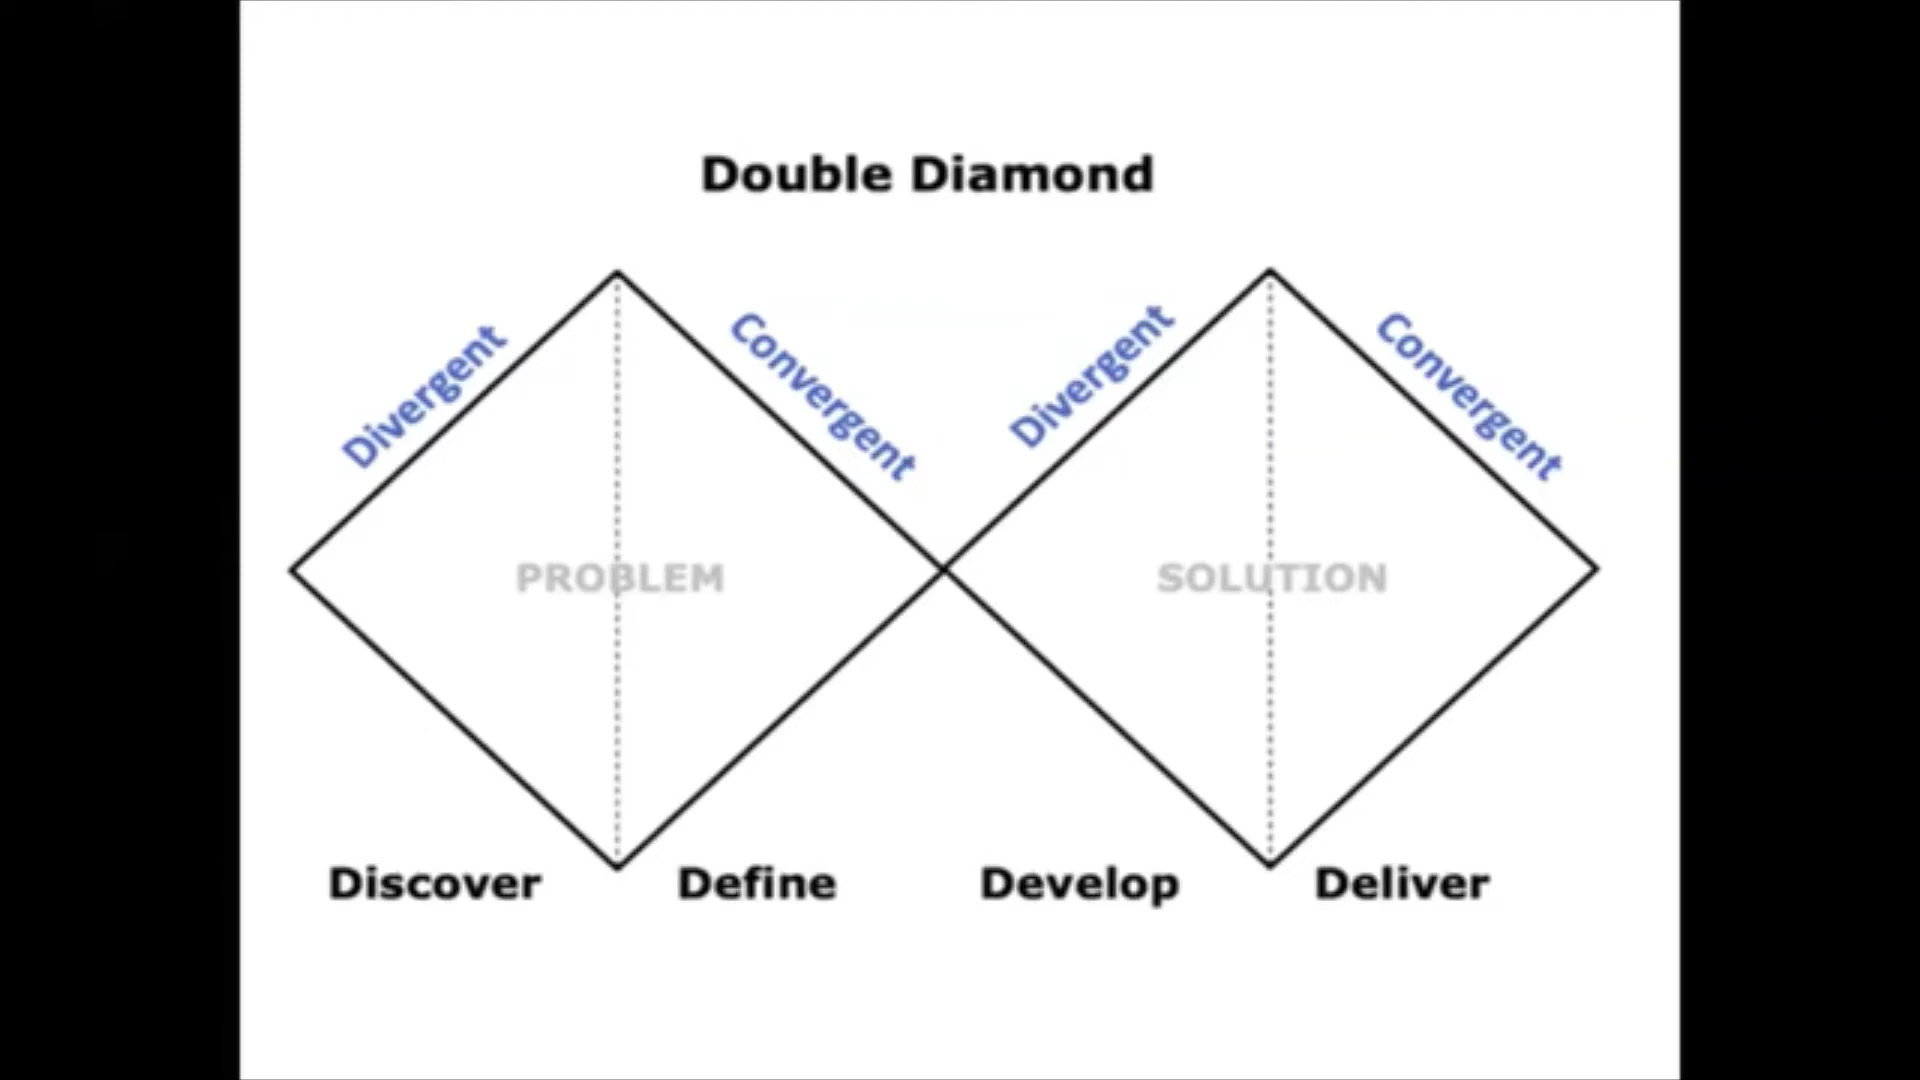 Double Diamond
Divergent
Convergent
Divergent
Convergent
PROBLEM
SOLUTION
Discover
Define
Develop
Deliver